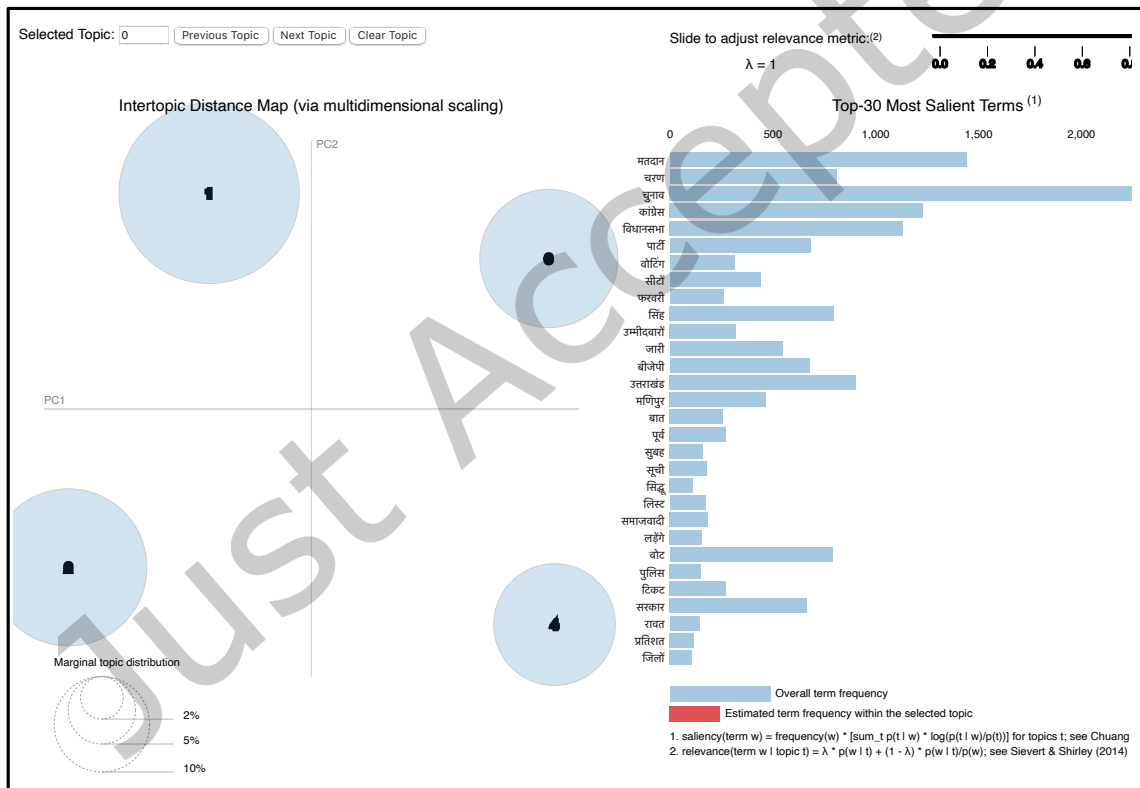 Selected Topic: 0 Previous Topic Next Topic Clear Topic
Slide to adjust relevance metric:(2)
λ = 1
0.0 0.2 0.4 0.6
Intertopic Distance Map (via multidimensional scaling)
PC2
PC1
1
4
Marginal topic distribution
2%
5%
10%
Top-30 Most Salient Terms (1)
0 500 1,000 1,500 2,000
मतदान
चरण
चुनाव
कांग्रेस
विधानसभा
पार्टी
वोटिंग
सीटों
फरवरी
सिंह
उम्मीदवारों
जारी
बीजेपी
उत्तराखंड
मणिपुर
बात
पूर्व
सुबह
सूची
सिद्धू
लिस्ट
समाजवादी
लड़ेंगे
वोट
पुलिस
टिकट
सरकार
रावत
प्रतिशत
जिलों
Overall term frequency
Estimated term frequency within the selected topic
1. saliency(term w) = frequency(w) * [sum_t p(t | w) * log(p(t | w)/p(t))] for topics t; see Chuang
2. relevance(term w | topic t) = λ * p(w | t) + (1 - λ) * p(w | t)/p(w); see Sievert & Shirley (2014)
Just Accepte